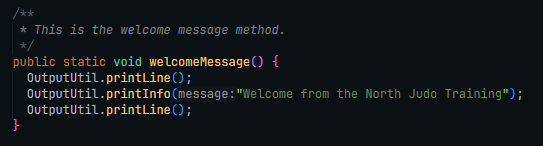 /**
 * This is the welcome message method.
 */
public static void welcomeMessage() {
  OutputUtil.printLine();
  OutputUtil.printInfo(message:"Welcome from the North Judo Training");
  OutputUtil.printLine();
}